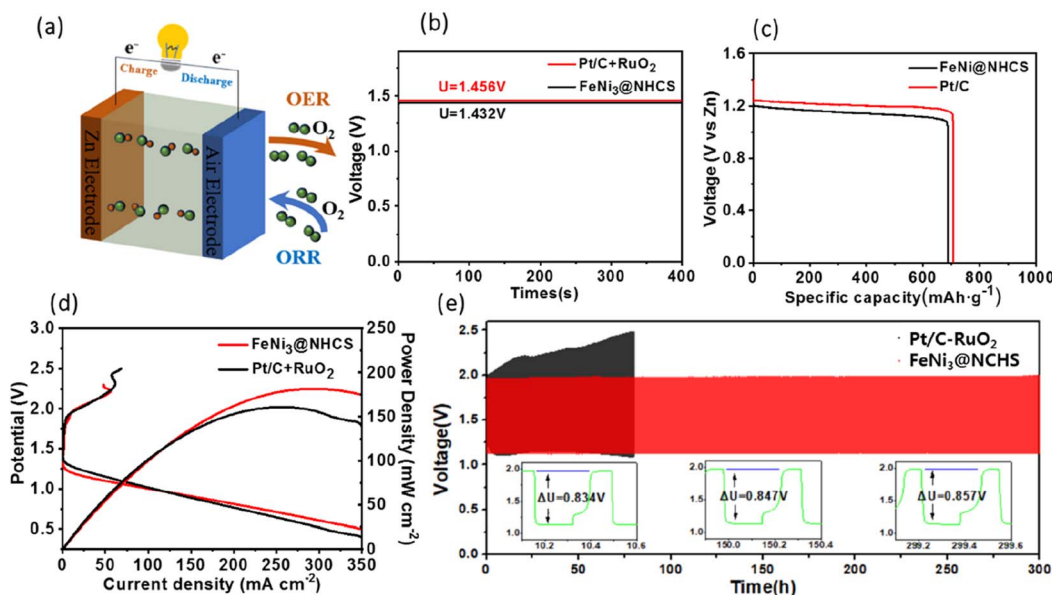 (a)
e⁻
e⁻
Charge
Discharge
OER
O₂
O₂
ORR
Zn Electrode
Air Electrode
(b)
Pt/C+RuO₂
FeNi₃@NHCS
U=1.456V
U=1.432V
1.5
1.0
0.5
0.0
Voltage (V)
0
100
200
300
400
Times(s)
(c)
FeNi@NHCS
Pt/C
1.6
1.2
0.8
0.4
0.0
Voltage (V vs Zn)
0
200
400
600
800
1000
Specific capacity(mAh·g⁻¹)
(d)
FeNi₃@NHCS
Pt/C+RuO₂
3.0
2.5
2.0
1.5
1.0
0.5
Potential (V)
250
200
150
100
50
0
Power Density (mW cm⁻²)
0
50
100
150
200
250
300
350
Current density (mA cm⁻²)
(e)
Pt/C-RuO₂
FeNi₃@NCHS
2.5
2.0
1.5
1.0
0.5
0.0
Voltage(V)
2.0
1.0
ΔU=0.834V
10.2
10.4
10.6
2.0
1.0
ΔU=0.847V
150.0
150.2
150.4
2.0
1.0
ΔU=0.857V
299.2
299.4
299.6
0
50
75
100
150
200
250
300
Time(h)